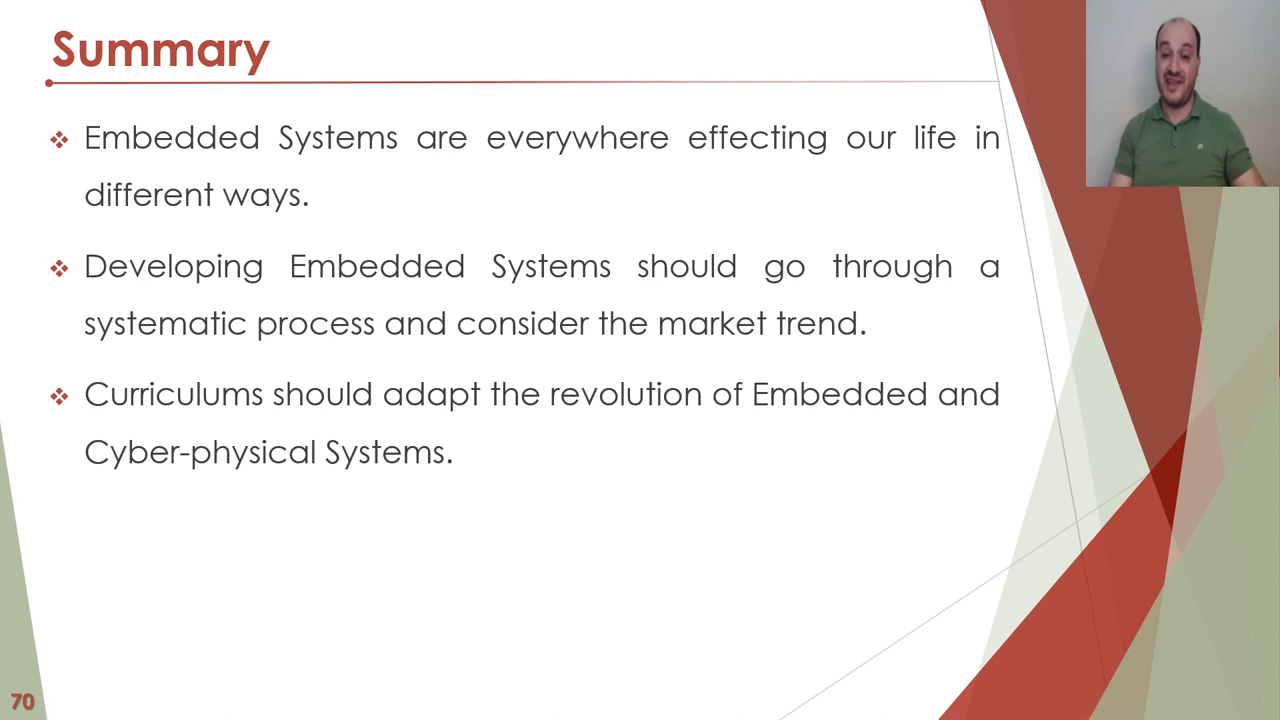 Summary
Embedded Systems are everywhere effecting our life in
different ways.
Developing Embedded Systems should go through a
systematic process and consider the market trend.
Curriculums should adapt the revolution of Embedded and
Cyber-physical Systems.
70